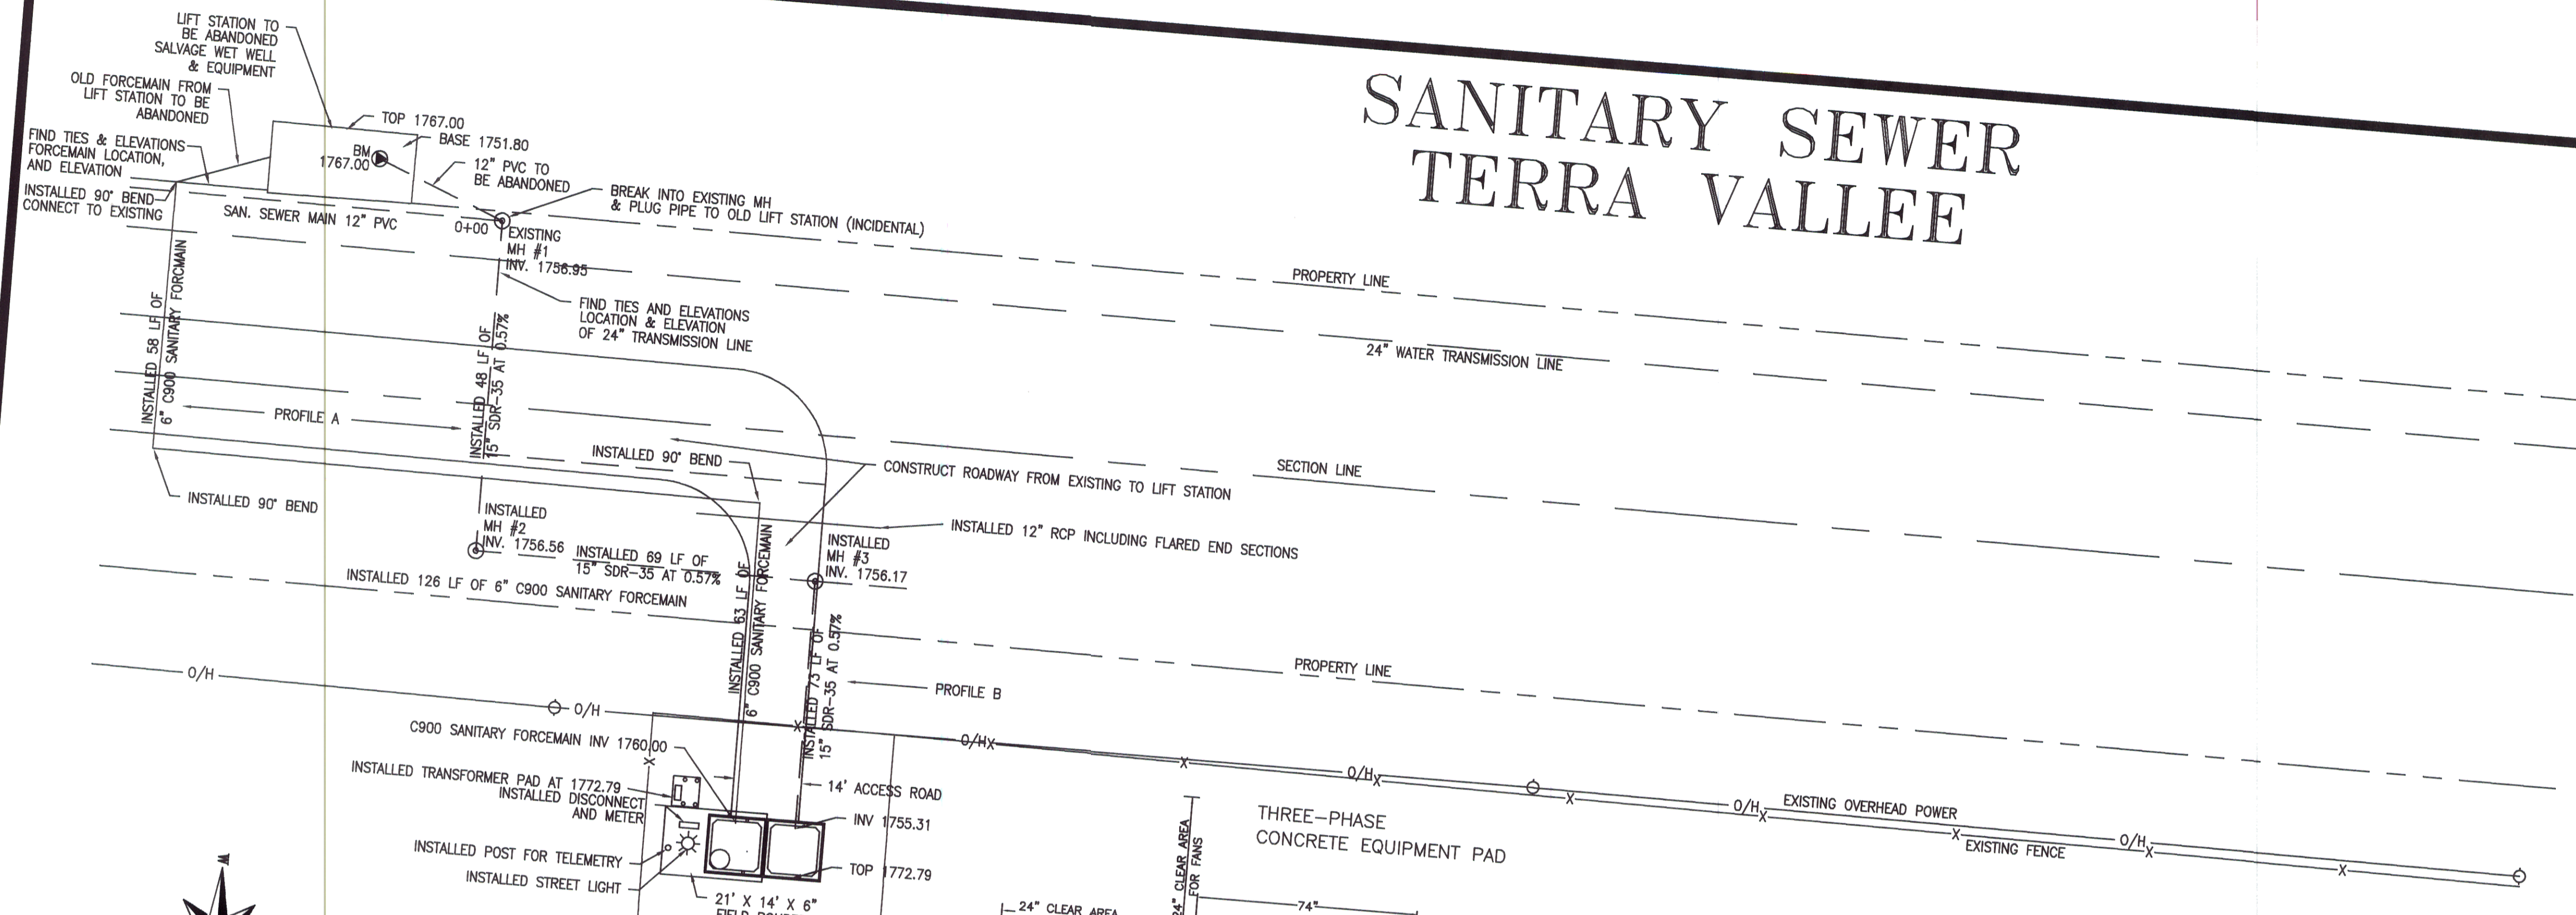 SANITARY SEWER
TERRA VALLEE
LIFT STATION TO
BE ABANDONED
SALVAGE WET WELL
& EQUIPMENT
OLD FORCEMAIN FROM
LIFT STATION TO BE
ABANDONED
FIND TIES & ELEVATIONS
FORCEMAIN LOCATION,
AND ELEVATION
INSTALLED 90° BEND
CONNECT TO EXISTING
TOP 1767.00
BASE 1751.80
BM
1767.00
12" PVC TO
BE ABANDONED
BREAK INTO EXISTING MH
& PLUG PIPE TO OLD LIFT STATION (INCIDENTAL)
SAN. SEWER MAIN 12" PVC
0+00
EXISTING
MH #1
INV. 1756.95
PROPERTY LINE
FIND TIES AND ELEVATIONS
LOCATION & ELEVATION
OF 24" TRANSMISSION LINE
24" WATER TRANSMISSION LINE
INSTALLED 58 LF OF
6" C900 SANITARY FORCMAIN
INSTALLED 48 LF OF
15" SDR-35 AT 0.57%
PROFILE A
INSTALLED 90° BEND
SECTION LINE
CONSTRUCT ROADWAY FROM EXISTING TO LIFT STATION
INSTALLED 90° BEND
INSTALLED 12" RCP INCLUDING FLARED END SECTIONS
INSTALLED
MH #2
INV. 1756.56
INSTALLED 69 LF OF
15" SDR-35 AT 0.57%
INSTALLED
MH #3
INV. 1756.17
INSTALLED 126 LF OF 6" C900 SANITARY FORCEMAIN
INSTALLED 63 LF OF
6" C900 SANITARY FORCEMAIN
INSTALLED 73 LF OF
15" SDR-35 AT 0.57%
PROPERTY LINE
PROFILE B
O/H
O/H
X
O/H
X
X
O/H
X
X
O/H
X
EXISTING OVERHEAD POWER
X
EXISTING FENCE
O/H
X
X
X
C900 SANITARY FORCEMAIN INV 1760.00
INSTALLED TRANSFORMER PAD AT 1772.79
INSTALLED DISCONNECT
AND METER
14' ACCESS ROAD
INV 1755.31
INSTALLED POST FOR TELEMETRY
INSTALLED STREET LIGHT
TOP 1772.79
21' X 14' X 6"
THREE-PHASE
CONCRETE EQUIPMENT PAD
24" CLEAR AREA
FOR FANS
24" CLEAR AREA
74"